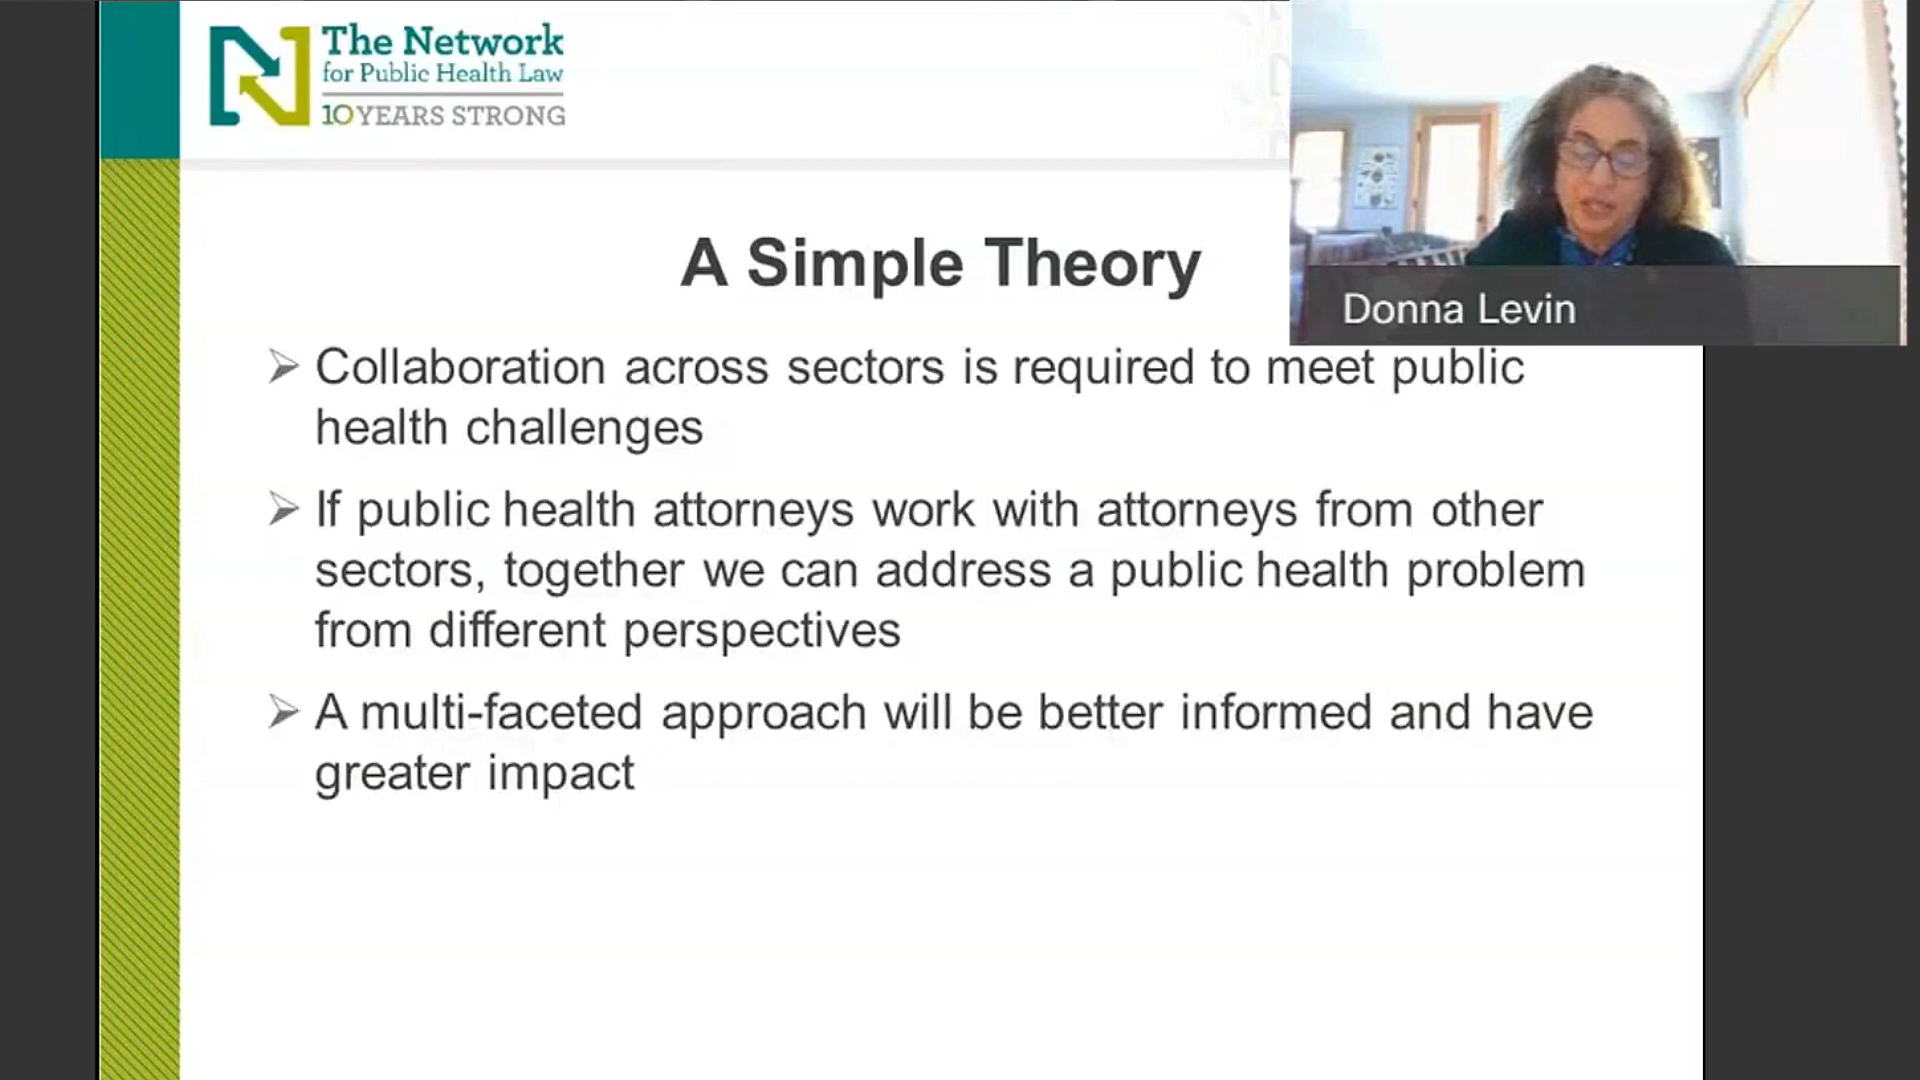 The Network
for Public Health Law
10 YEARS STRONG
A Simple Theory
Donna Levin
Collaboration across sectors is required to meet public
health challenges
If public health attorneys work with attorneys from other
sectors, together we can address a public health problem
from different perspectives
A multi-faceted approach will be better informed and have
greater impact